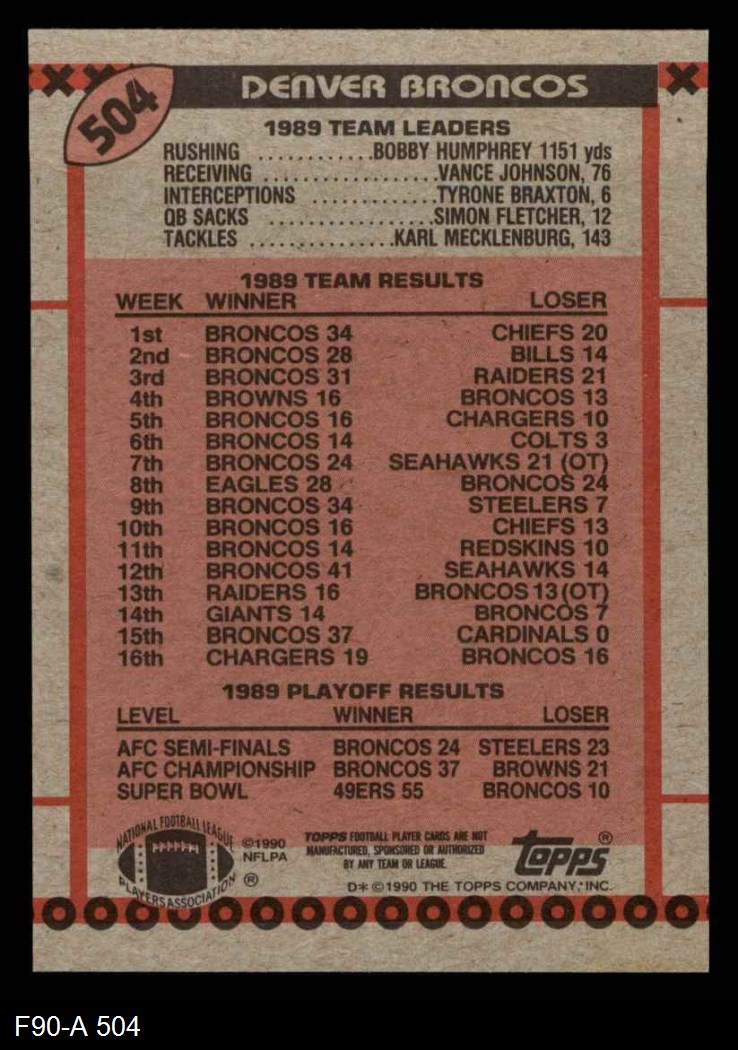 504
DENVER BRONCOS
1989 TEAM LEADERS
RUSHING ............BOBBY HUMPHREY 1151 yds
RECEIVING ..................VANCE JOHNSON, 76
INTERCEPTIONS .............TYRONE BRAXTON, 6
QB SACKS .................SIMON FLETCHER, 12
TACKLES ...............KARL MECKLENBURG, 143
1989 TEAM RESULTS
WEEK WINNER LOSER
1st BRONCOS 34 CHIEFS 20
2nd BRONCOS 28 BILLS 14
3rd BRONCOS 31 RAIDERS 21
4th BROWNS 16 BRONCOS 13
5th BRONCOS 16 CHARGERS 10
6th BRONCOS 14 COLTS 3
7th BRONCOS 24 SEAHAWKS 21 (OT)
8th EAGLES 28 BRONCOS 24
9th BRONCOS 34 STEELERS 7
10th BRONCOS 16 CHIEFS 13
11th BRONCOS 14 REDSKINS 10
12th BRONCOS 41 SEAHAWKS 14
13th RAIDERS 16 BRONCOS 13 (OT)
14th GIANTS 14 BRONCOS 7
15th BRONCOS 37 CARDINALS 0
16th CHARGERS 19 BRONCOS 16
1989 PLAYOFF RESULTS
LEVEL WINNER LOSER
AFC SEMI-FINALS BRONCOS 24 STEELERS 23
AFC CHAMPIONSHIP BRONCOS 37 BROWNS 21
SUPER BOWL 49ERS 55 BRONCOS 10
NATIONAL FOOTBALL LEAGUE
PLAYERS ASSOCIATION
®
©1990
NFLPA
TOPPS FOOTBALL PLAYER CARDS ARE NOT
MANUFACTURED, SPONSORED OR AUTHORIZED
BY ANY TEAM OR LEAGUE.
topps®
D* © 1990 THE TOPPS COMPANY, INC.
F90-A 504